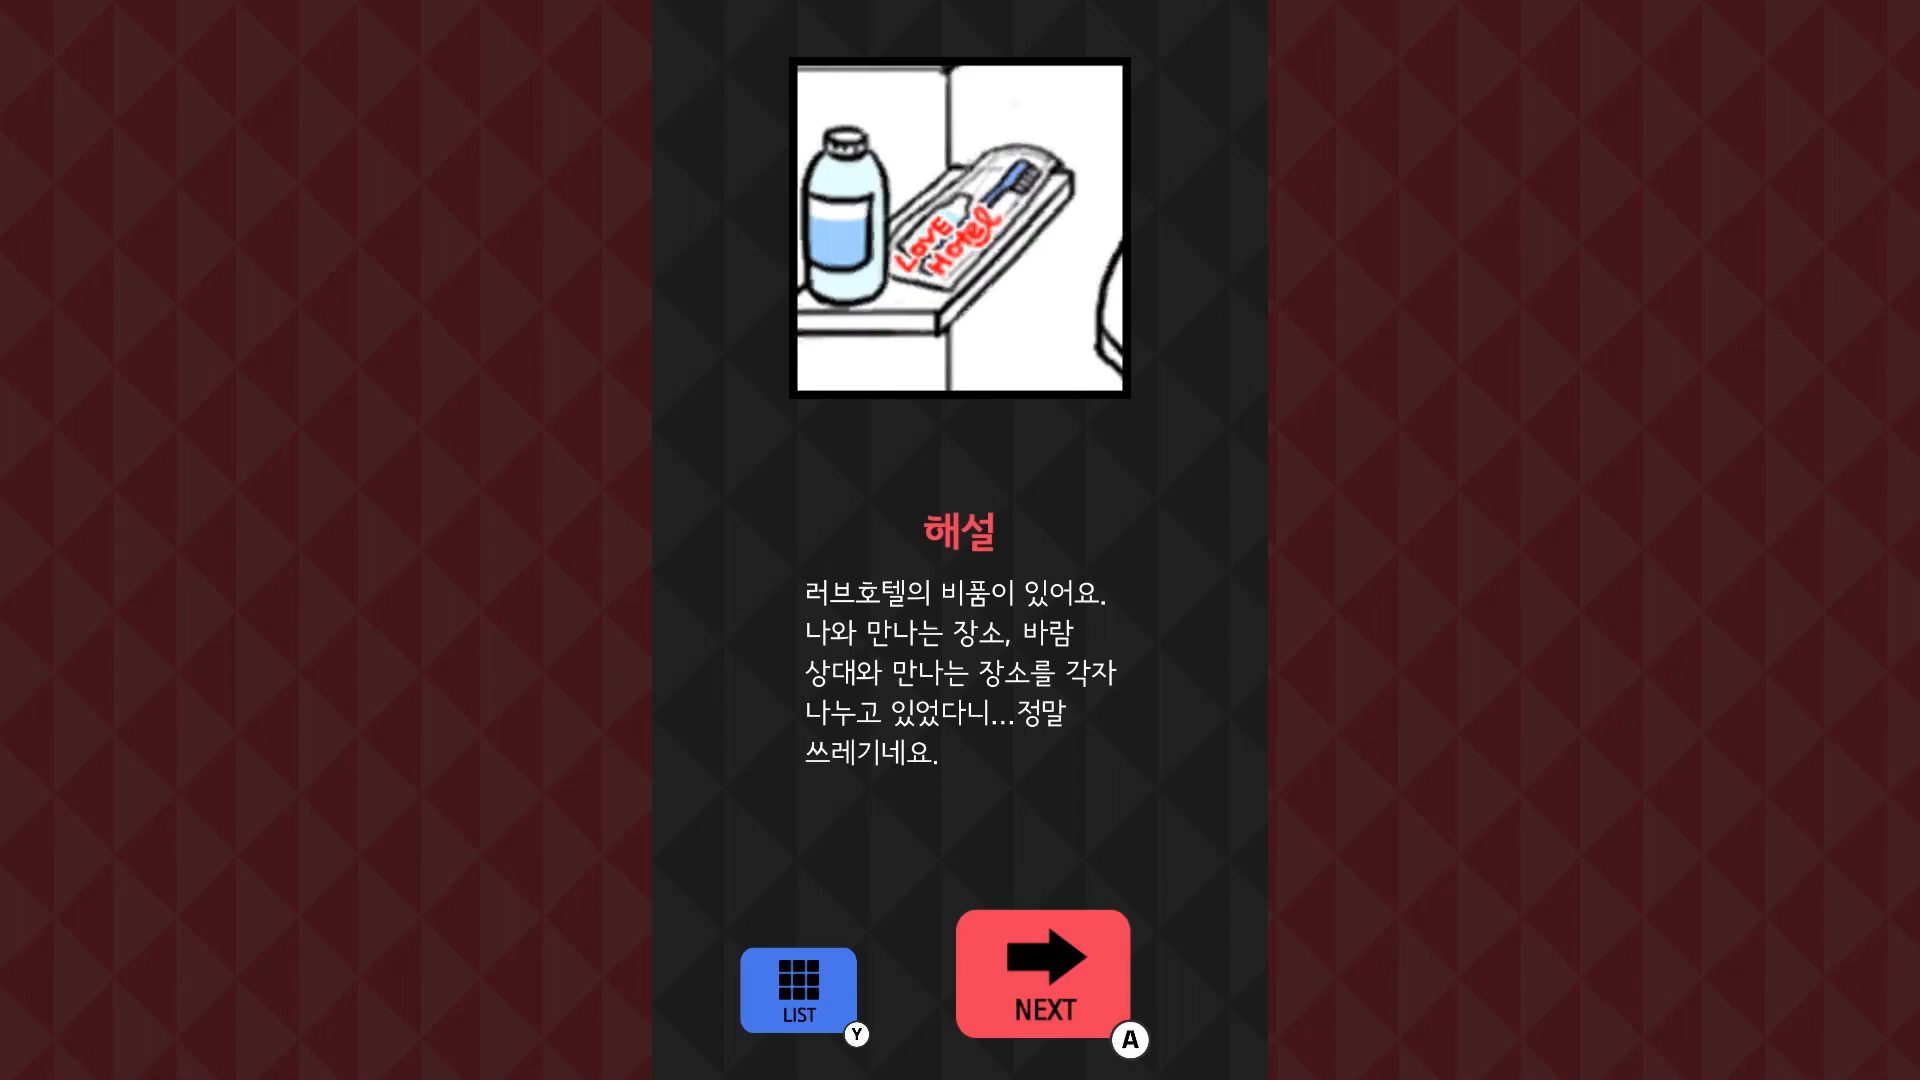 LOVE
Hotel
해설
러브호텔의 비품이 있어요.
나와 만나는 장소, 바람
상대와 만나는 장소를 각자
나누고 있었다니...정말
쓰레기네요.
LIST
Y
NEXT
A